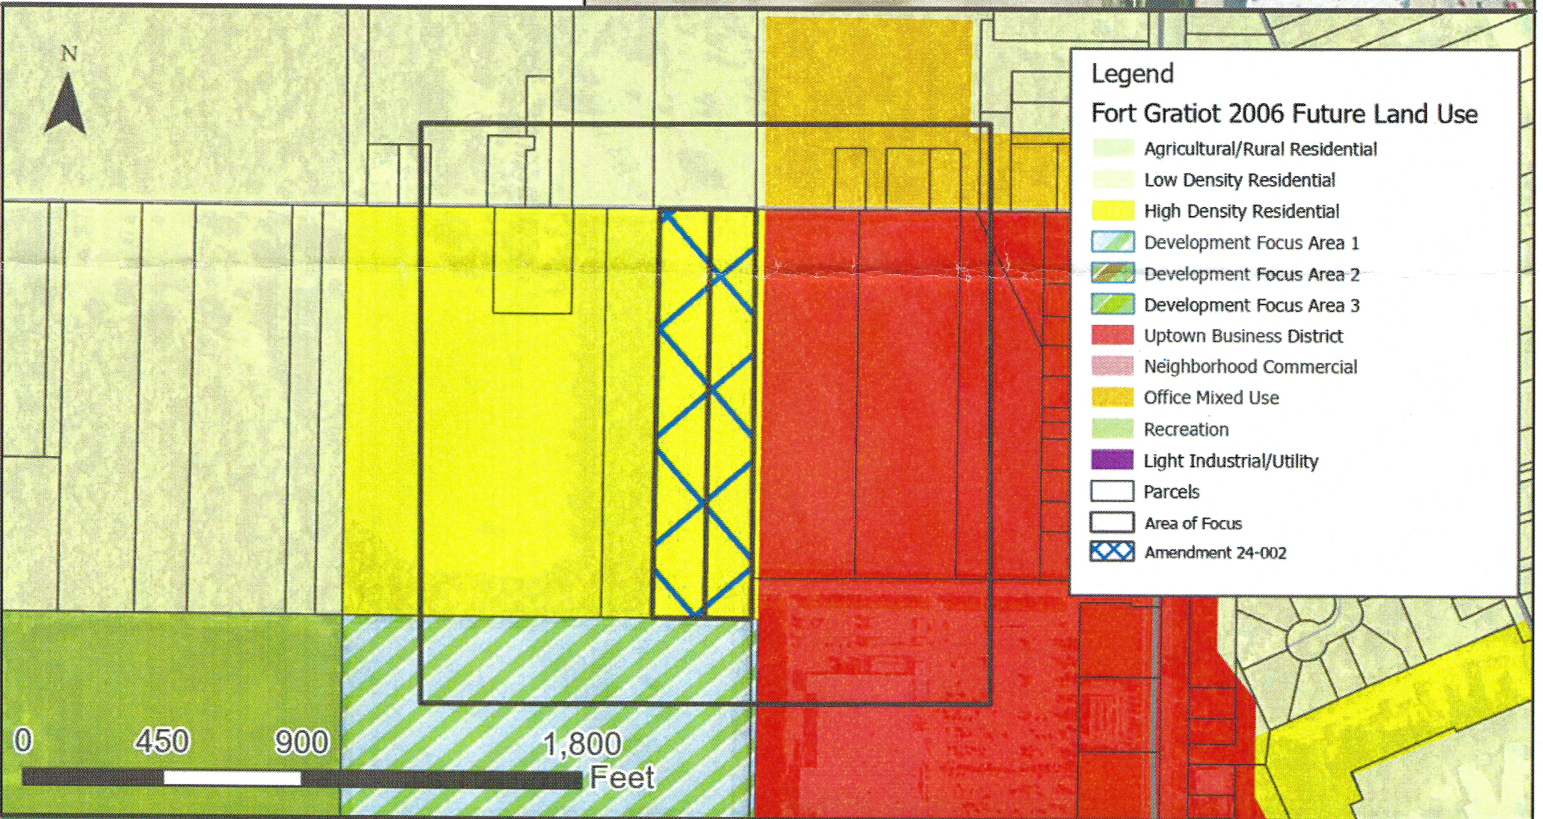 N
Legend
Fort Gratiot 2006 Future Land Use
Agricultural/Rural Residential
Low Density Residential
High Density Residential
Development Focus Area 1
Development Focus Area 2
Development Focus Area 3
Uptown Business District
Neighborhood Commercial
Office Mixed Use
Recreation
Light Industrial/Utility
Parcels
Area of Focus
Amendment 24-002
0 450 900 1,800
Feet